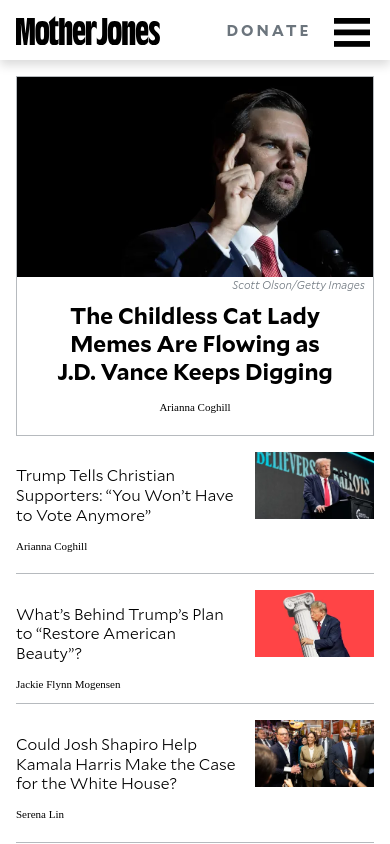 Mother Jones
DONATE
Scott Olson/Getty Images
The Childless Cat Lady
Memes Are Flowing as
J.D. Vance Keeps Digging
Arianna Coghill
Trump Tells Christian
Supporters: “You Won’t Have
to Vote Anymore”
Arianna Coghill
BELIEVERS
BALLOTS
What’s Behind Trump’s Plan
to “Restore American
Beauty”?
Jackie Flynn Mogensen
Could Josh Shapiro Help
Kamala Harris Make the Case
for the White House?
Serena Lin